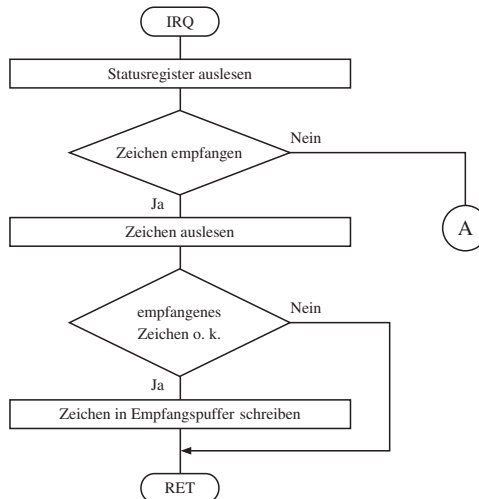 IRQ
Statusregister auslesen
Nein
Zeichen empfangen
Ja
A
Zeichen auslesen
Nein
empfangenes
Zeichen o. k.
Ja
Zeichen in Empfangspuffer schreiben
RET